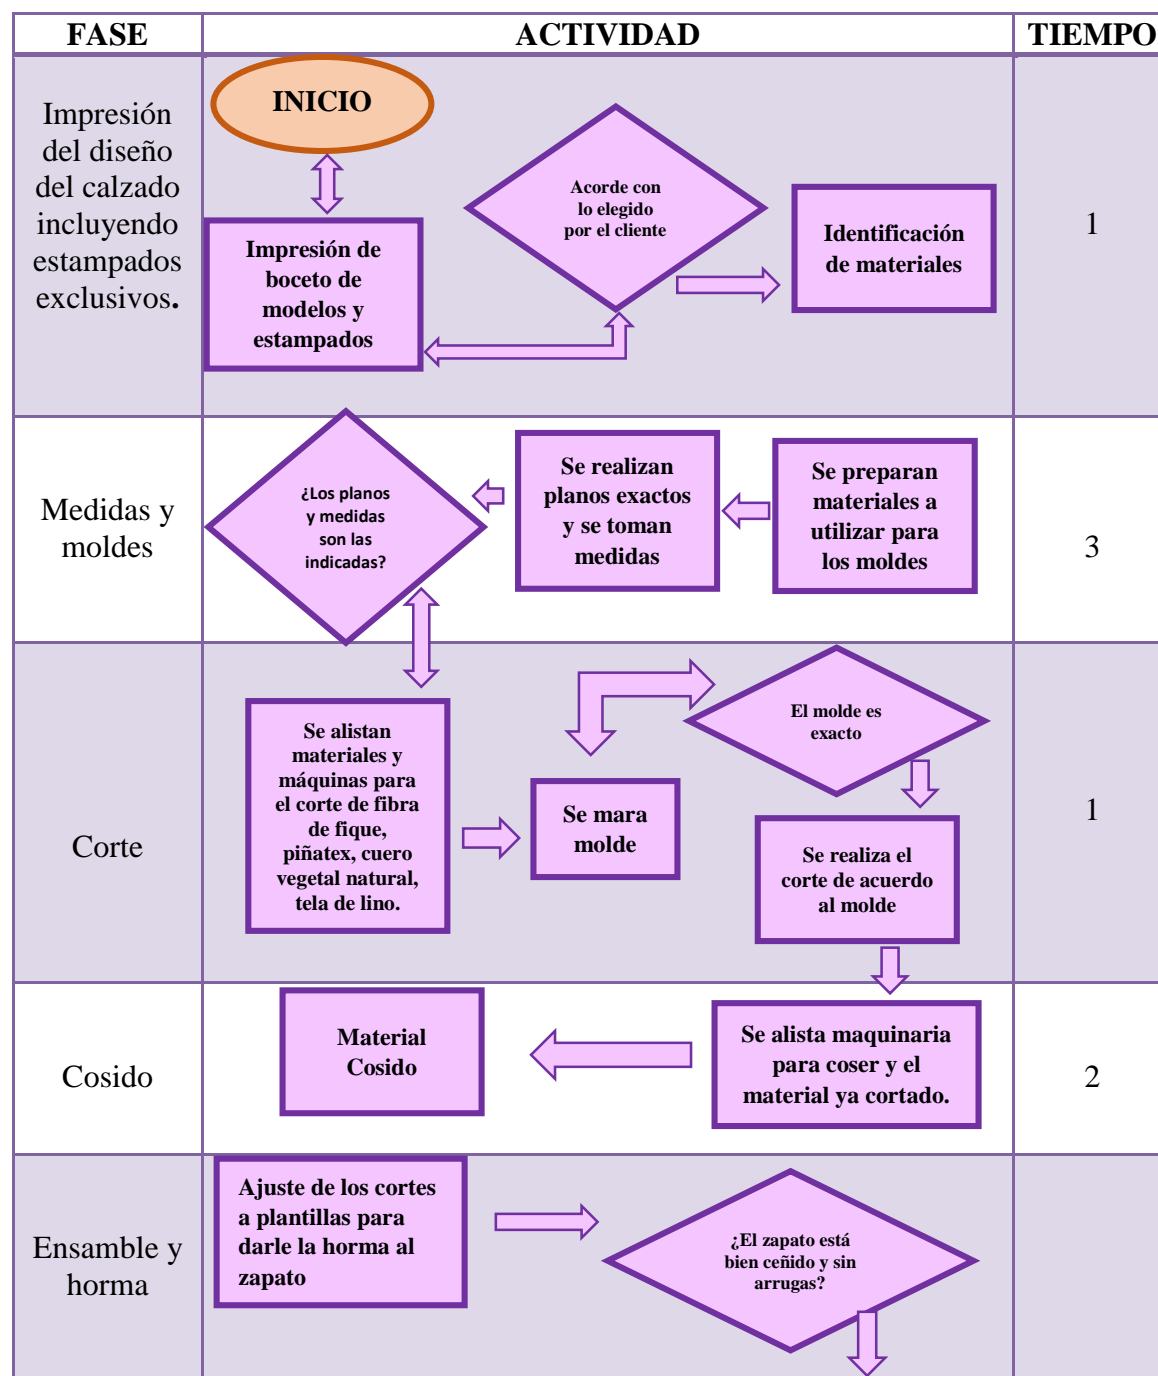 FASE
ACTIVIDAD
TIEMPO
Impresión
del diseño
del calzado
incluyendo
estampados
exclusivos.
INICIO
Impresión de
boceto de
modelos y
estampados
Acorde con
lo elegido
por el cliente
Identificación
de materiales
1
Medidas y
moldes
¿Los planos
y medidas
son las
indicadas?
Se realizan
planos exactos
y se toman
medidas
Se preparan
materiales a
utilizar para
los moldes
3
Corte
Se alistan
materiales y
máquinas para
el corte de fibra
de fique,
piñatex, cuero
vegetal natural,
tela de lino.
Se mara
molde
El molde es
exacto
Se realiza el
corte de acuerdo
al molde
1
Cosido
Material
Cosido
Se alista maquinaria
para coser y el
material ya cortado.
2
Ensamble y
horma
Ajuste de los cortes
a plantillas para
darle la horma al
zapato
¿El zapato está
bien ceñido y sin
arrugas?